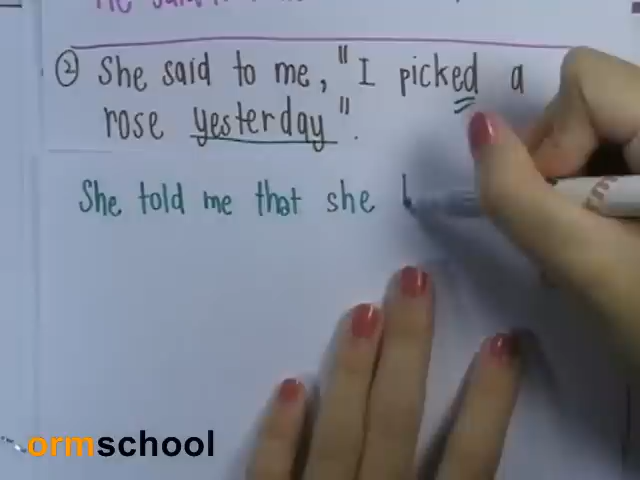 ② She said to me, "I picked a
rose yesterday".
She told me that she
ormschool